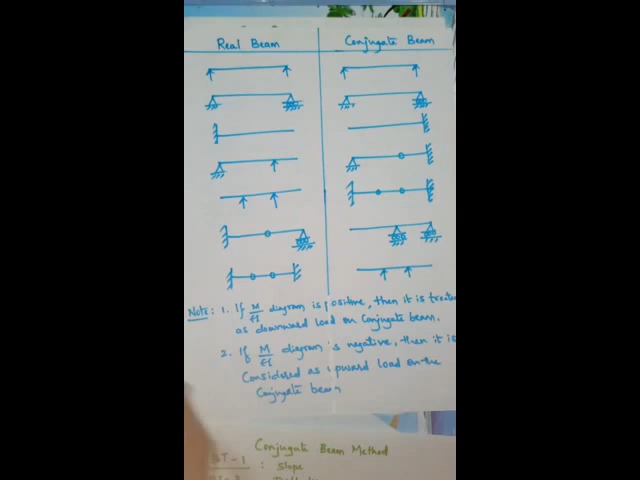 Real Beam
Conjugate Beam
Note: 1. If M/EI diagram is positive, then it is treated
as downward load on Conjugate beam.
2. If M/EI diagram is negative, then it is
Considered as upward load on the
Conjugate beam
Conjugate Beam Method
BT-1 : Slope